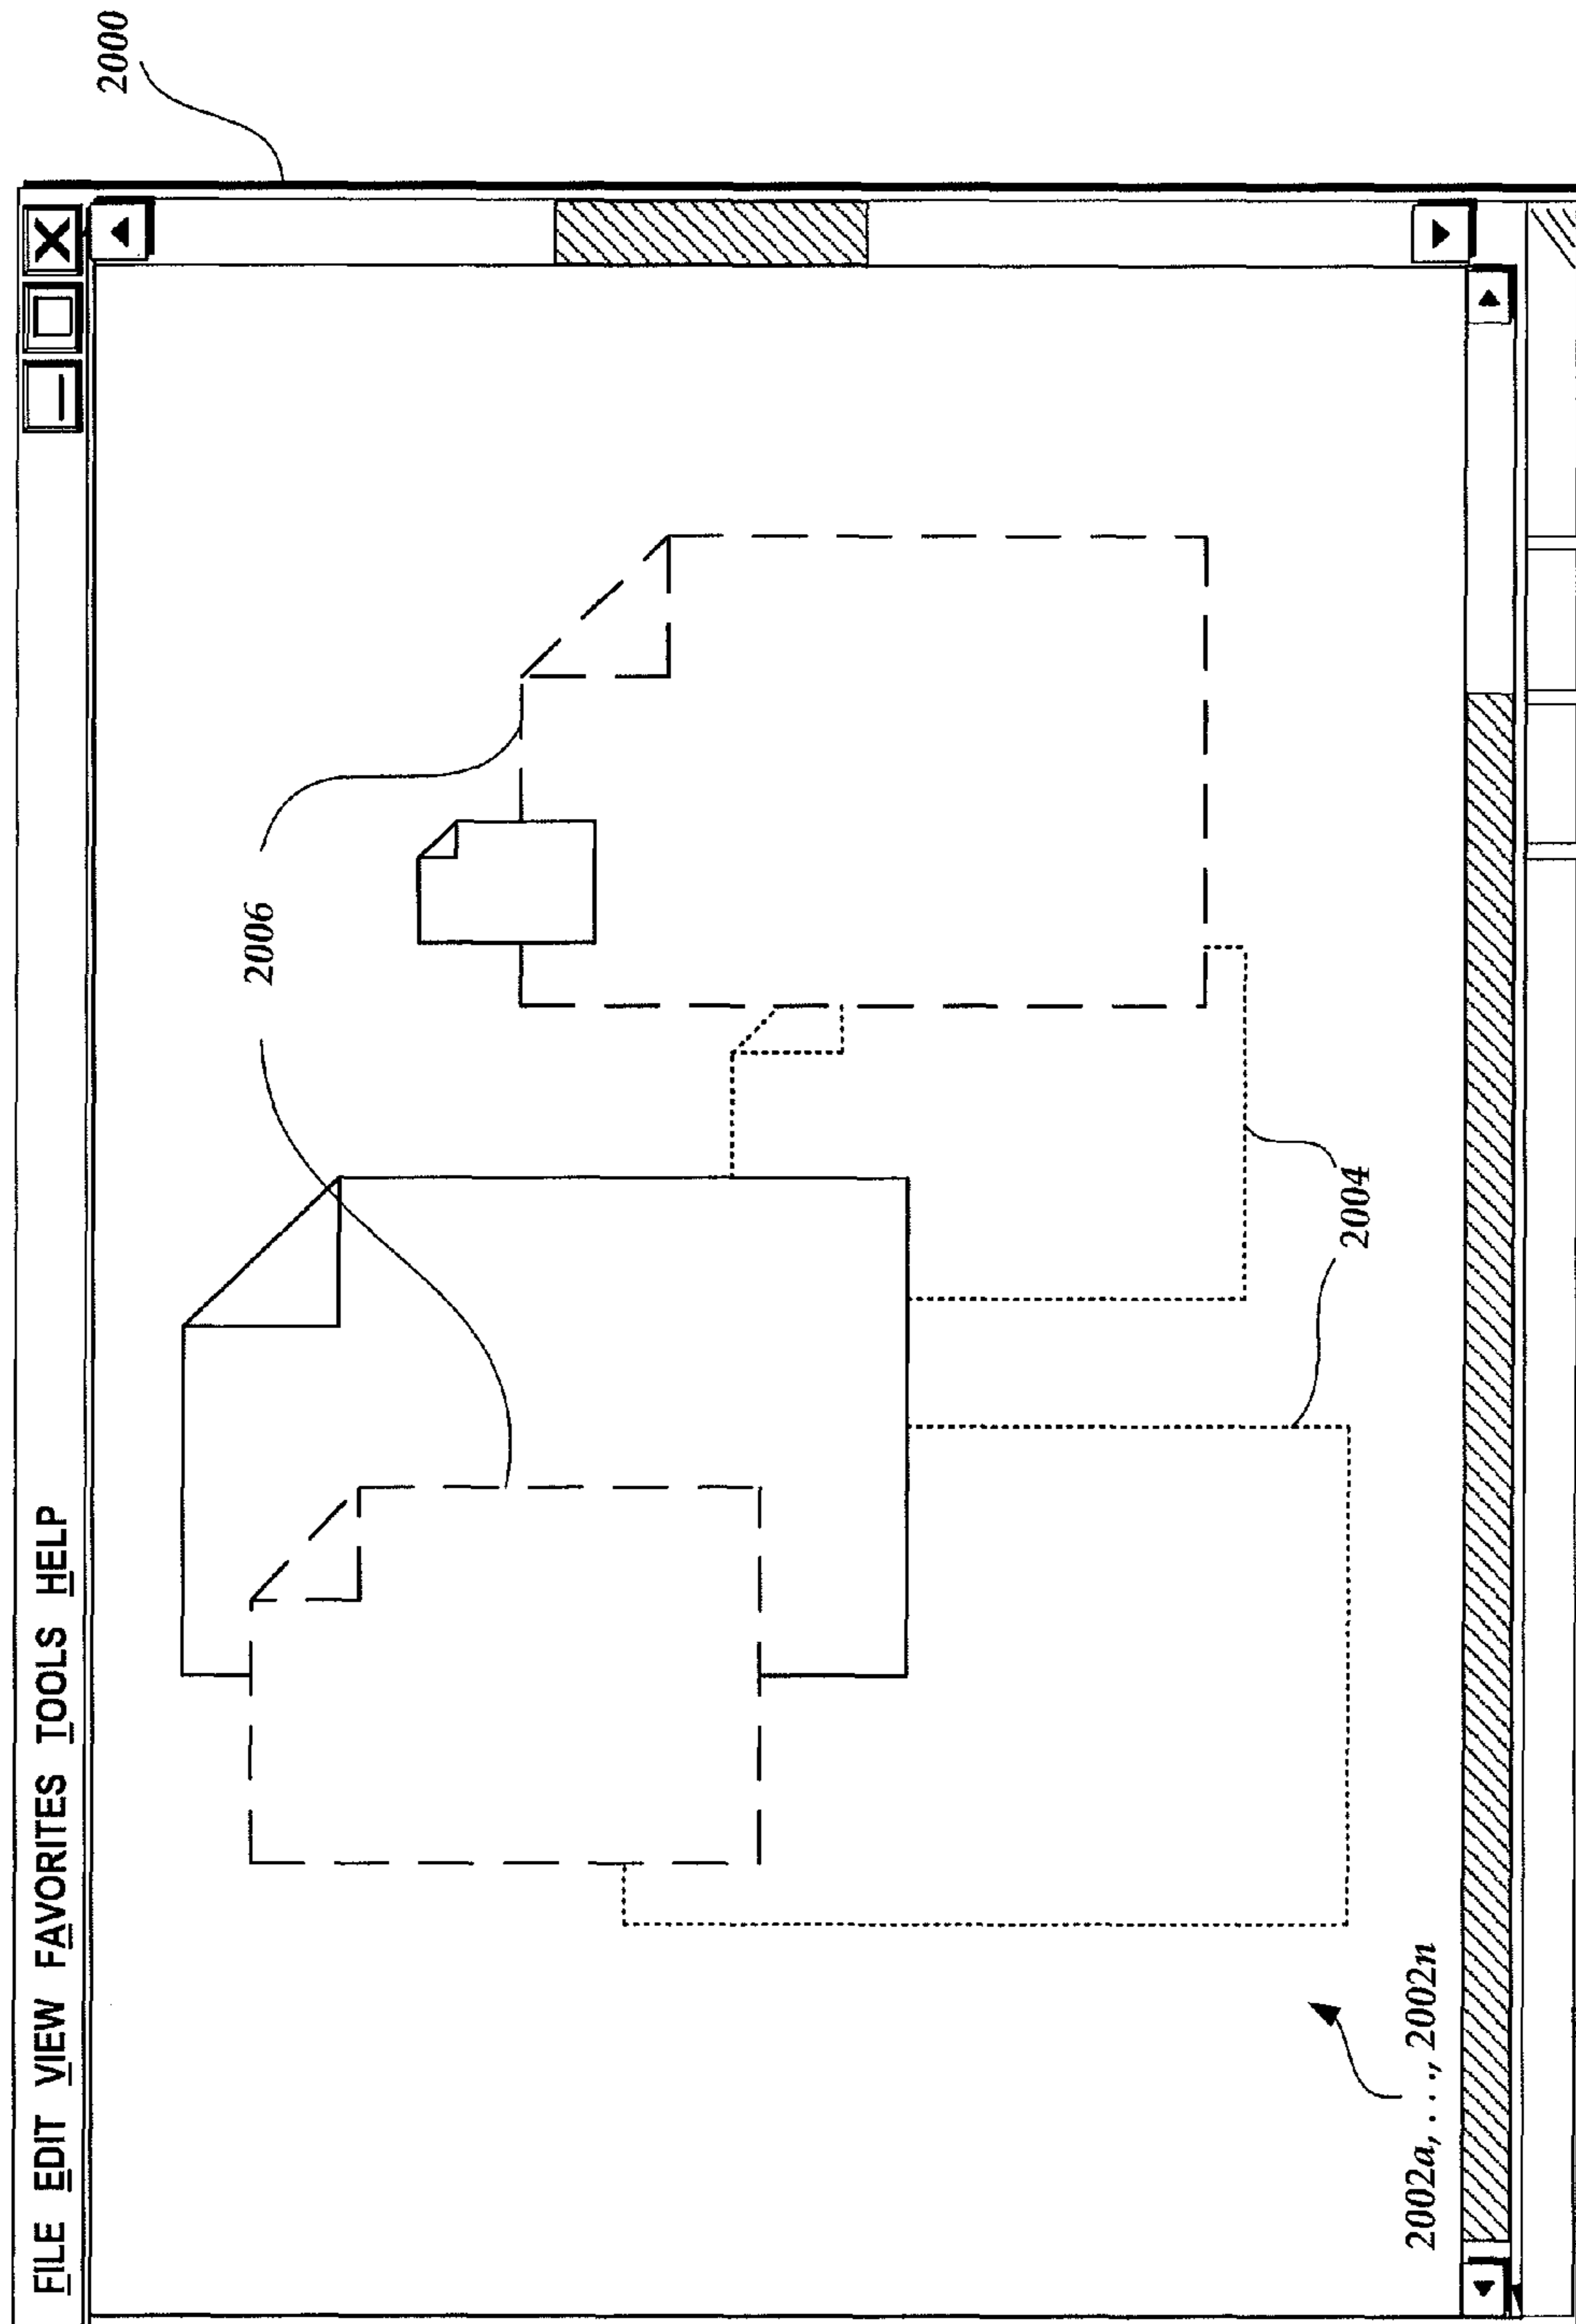 FILE EDIT VIEW FAVORITES TOOLS HELP
2000
2006
2004
2002a, . . ., 2002n